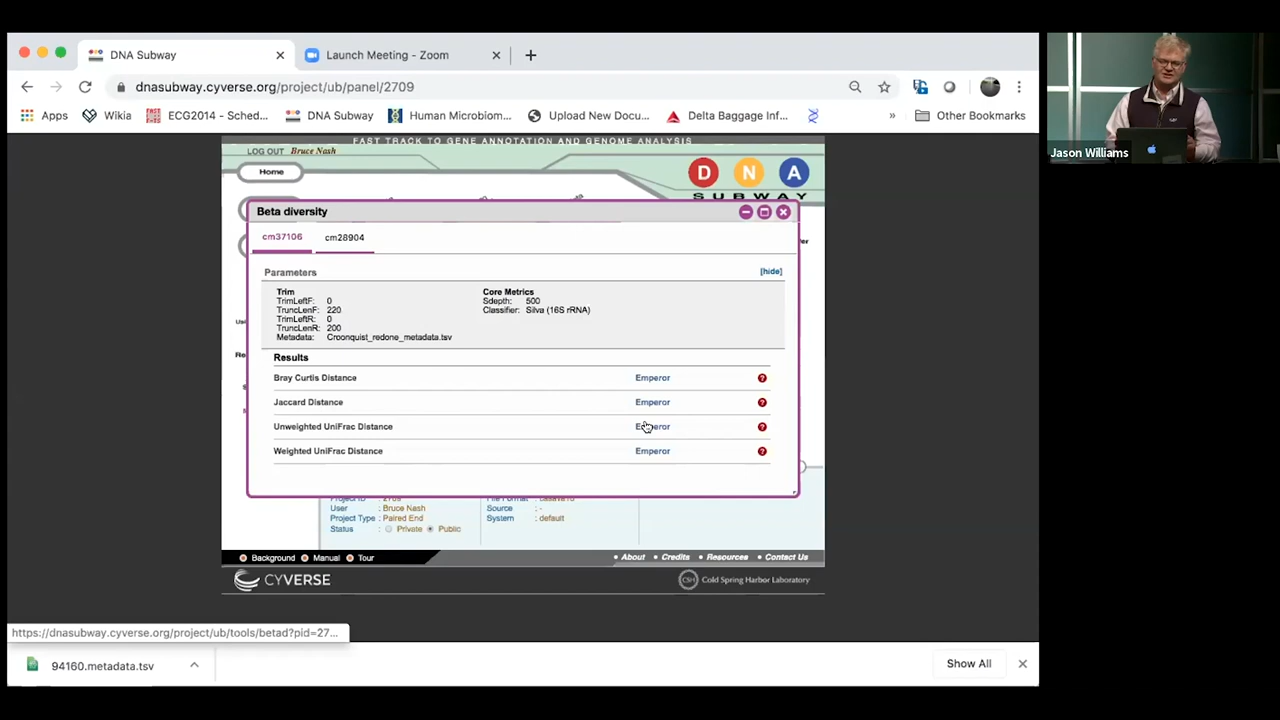 DNA Subway
Launch Meeting - Zoom
dnasubway.cyverse.org/project/ub/panel/2709
Apps
Wikia
ECG2014 - Sched...
DNA Subway
Human Microbiom...
Upload New Docu...
Delta Baggage Inf...
»
Other Bookmarks
Jason Williams
FAST TRACK TO GENE ANNOTATION AND GENOME ANALYSIS
LOG OUT Bruce Nash
Home
D N A
SUBWAY
Beta diversity
cm37106
cm28904
Parameters
[hide]
Trim
TrimLeftF: 0
TruncLenF: 220
TrimLeftR: 0
TruncLenR: 200
Metadata: Croonquist_redone_metadata.tsv
Core Metrics
Sdepth: 500
Classifier: Silva (16S rRNA)
Results
Bray Curtis Distance Emperor ?
Jaccard Distance Emperor ?
Unweighted UniFrac Distance Emperor ?
Weighted UniFrac Distance Emperor ?
User : Bruce Nash
Project Type : Paired End
Status : Private Public
Source : -
System : default
Background Manual Tour
About Credits Resources Contact Us
CYVERSE
CSH Cold Spring Harbor Laboratory
https://dnasubway.cyverse.org/project/ub/tools/betad?pid=27...
94160.metadata.tsv
Show All